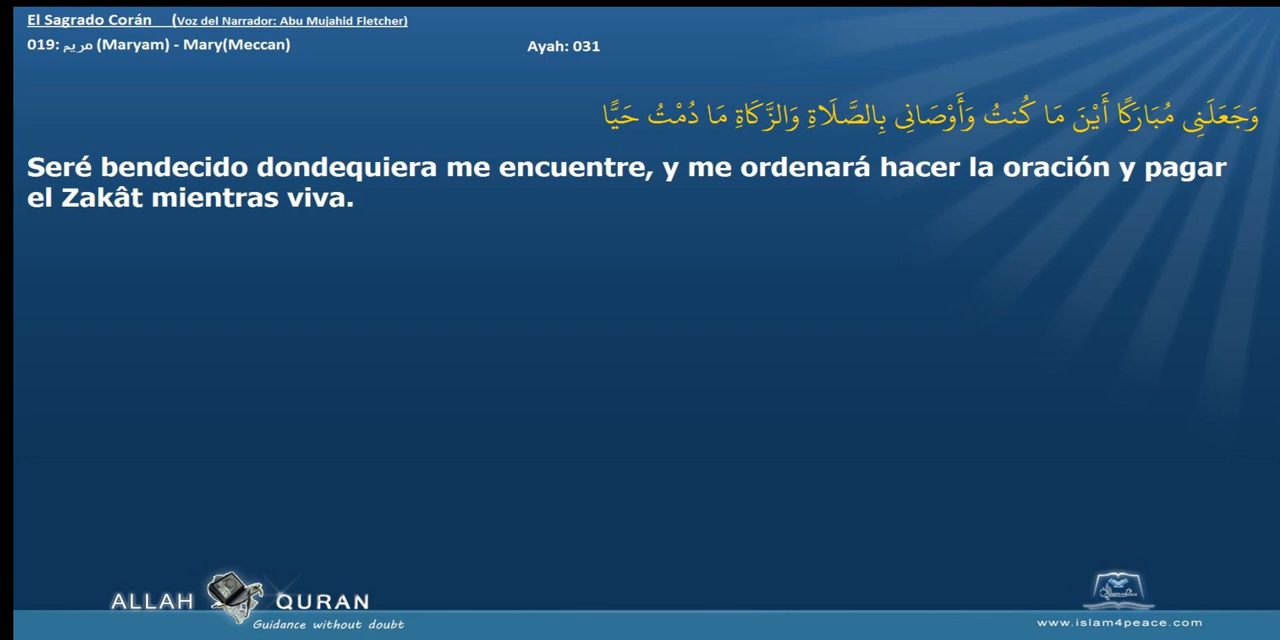 El Sagrado Corán (Voz del Narrador: Abu Mujahid Fletcher)
019: مريم (Maryam) - Mary(Meccan) Ayah: 031
وَجَعَلَنِى مُبَارَكًا أَيْنَ مَا كُنتُ وَأَوْصَانِى بِالصَّلَاةِ وَالزَّكَاةِ مَا دُمْتُ حَيًّا
Seré bendecido dondequiera me encuentre, y me ordenará hacer la oración y pagar
el Zakât mientras viva.
ALLAH QURAN
Guidance without doubt
www.islam4peace.com